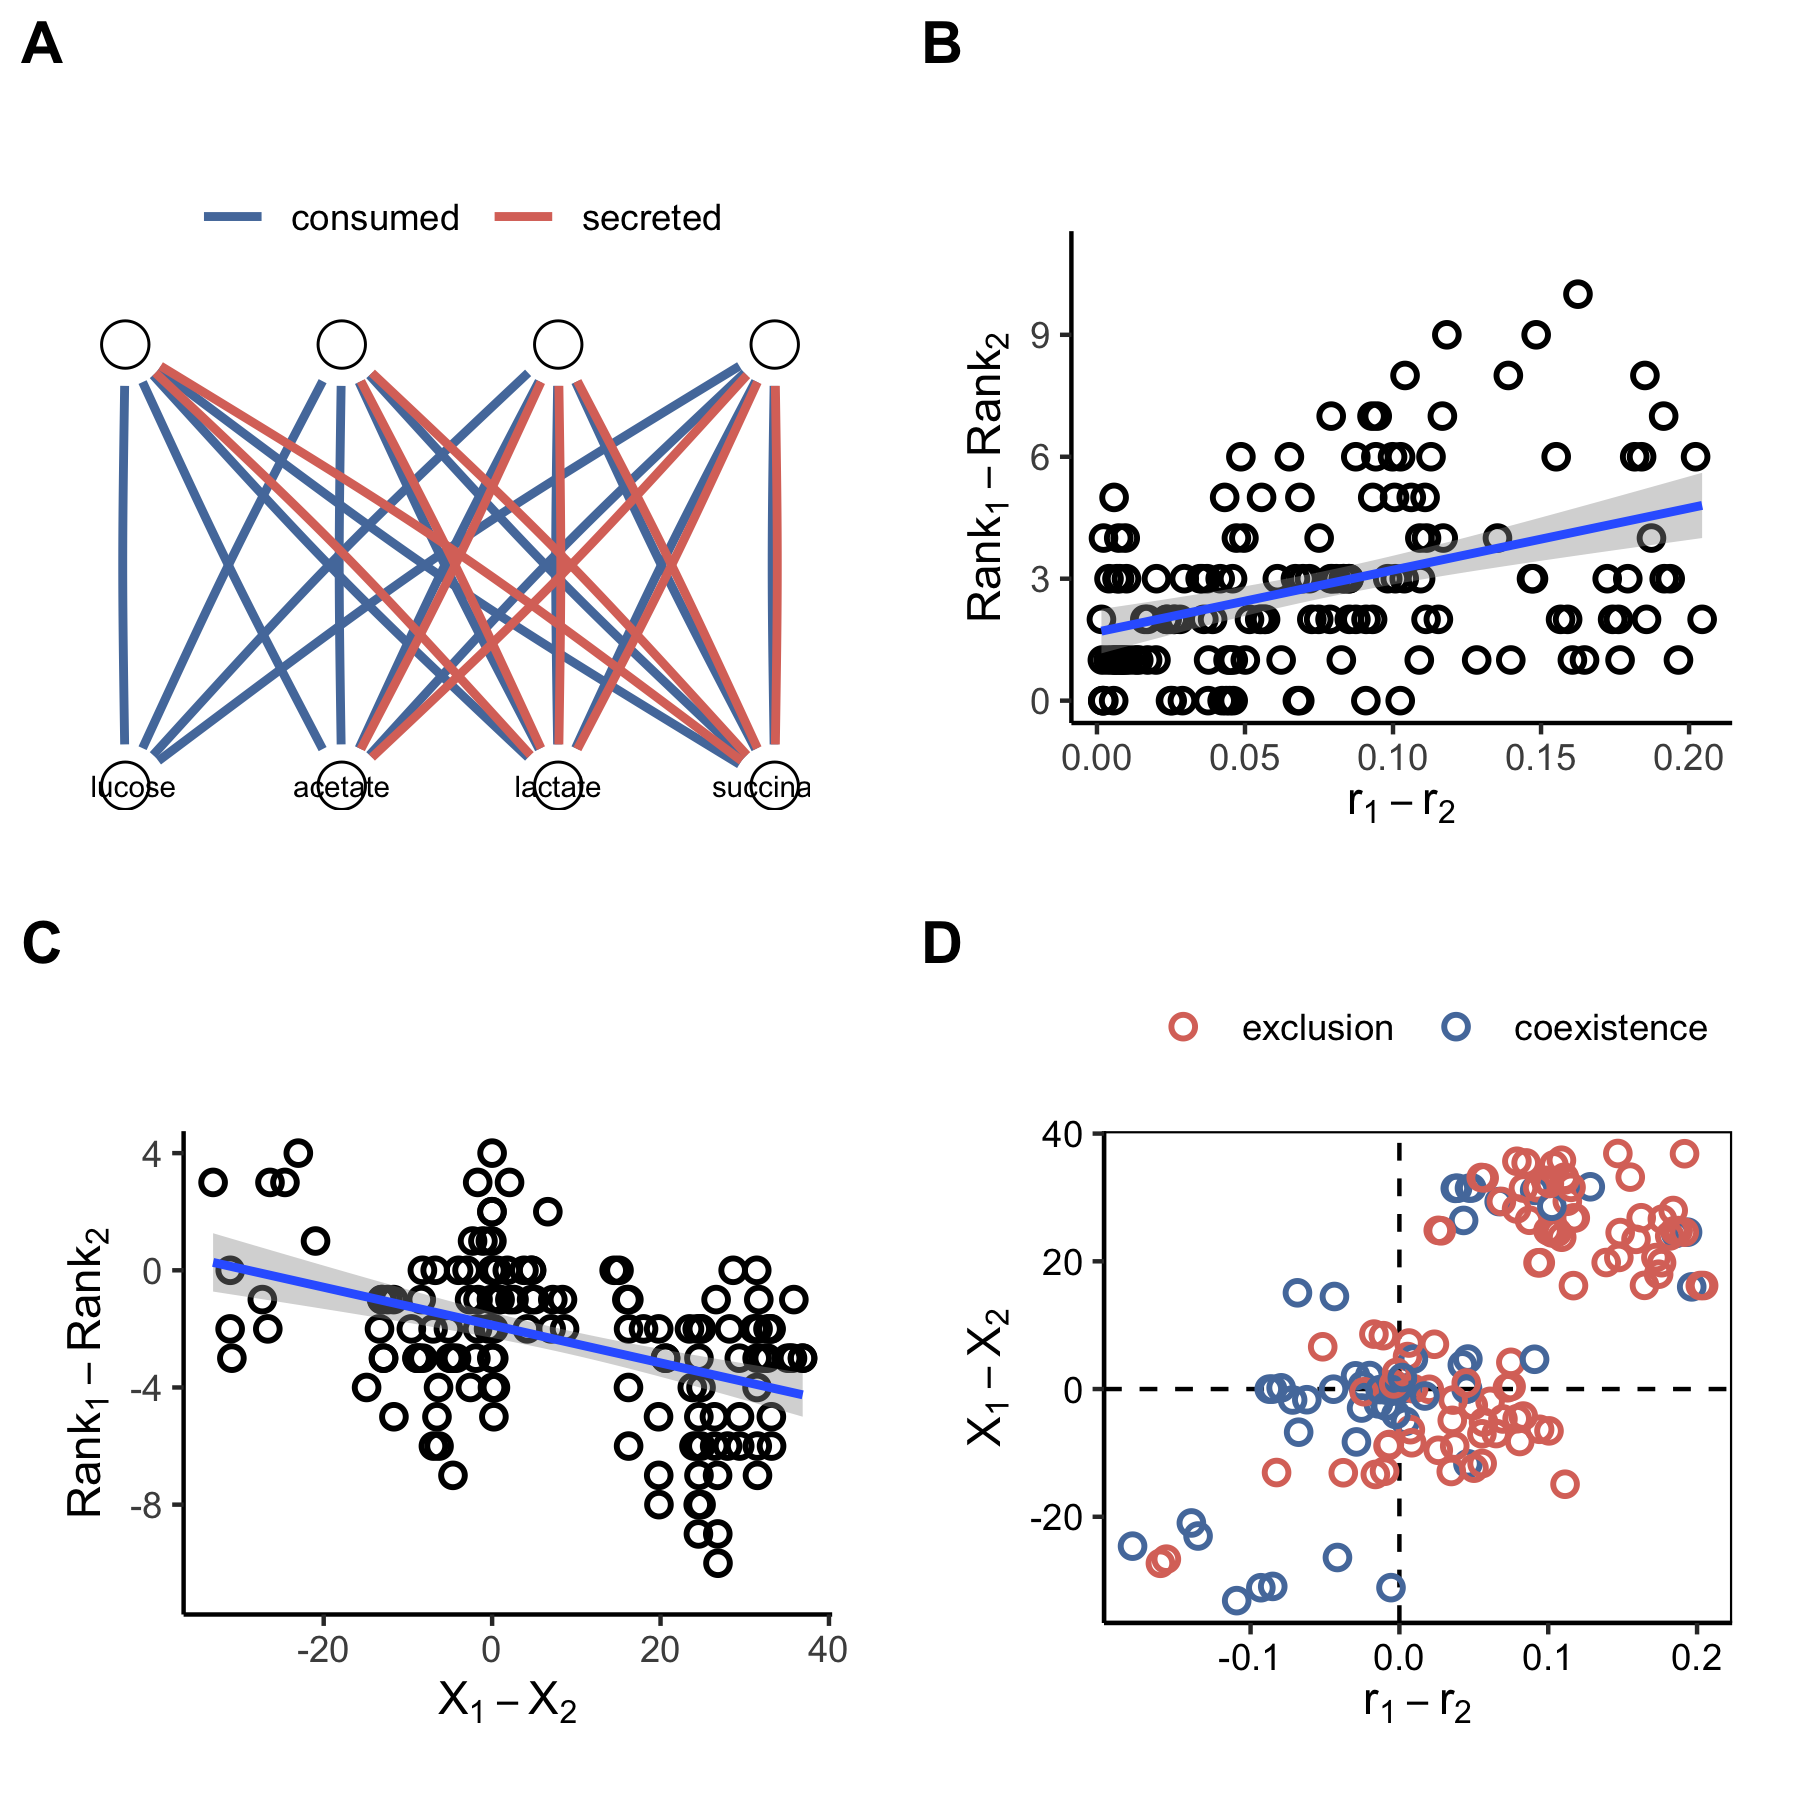 A
consumed secreted
lucose acetate lactate succina
B
Rank1 – Rank2
9
6
3
0
0.00 0.05 0.10 0.15 0.20
r1 – r2
C
Rank1 – Rank2
4
0
-4
-8
-20 0 20 40
X1 – X2
D
exclusion coexistence
X1 – X2
40
20
0
-20
-0.1 0.0 0.1 0.2
r1 – r2